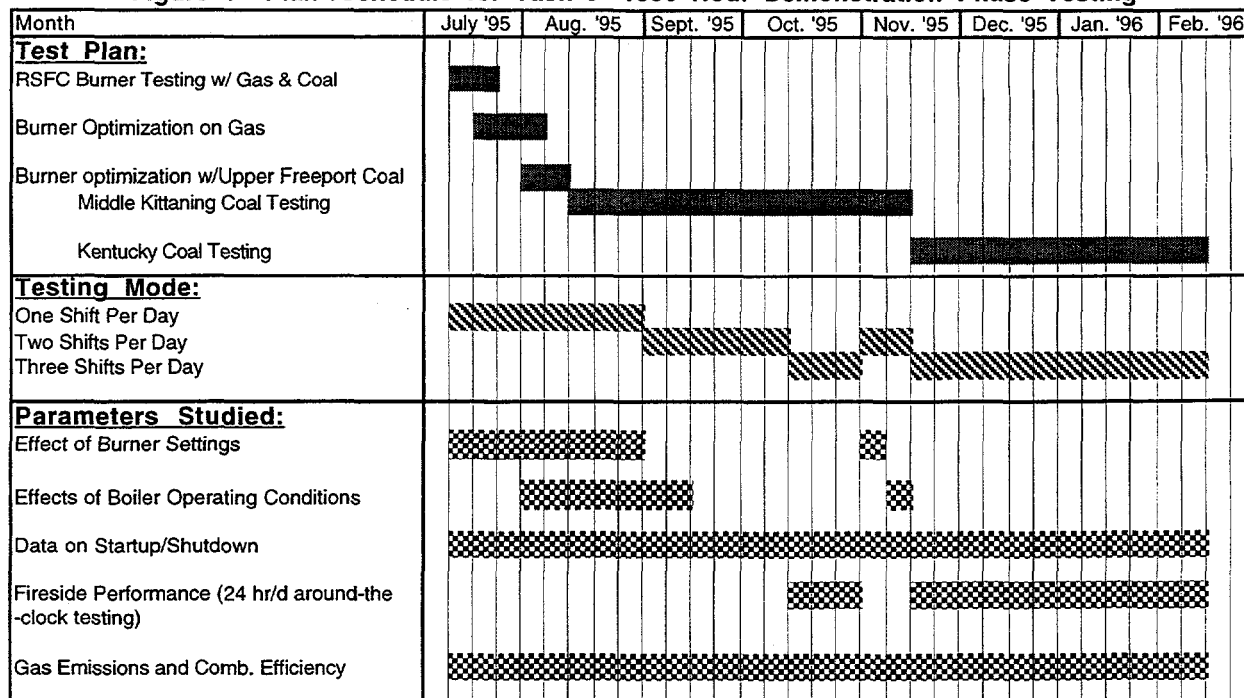 Month July '95 Aug. '95 Sept. '95 Oct. '95 Nov. '95 Dec. '95 Jan. '96 Feb. '96
Test Plan:
RSFC Burner Testing w/ Gas & Coal
Burner Optimization on Gas
Burner optimization w/Upper Freeport Coal
Middle Kittaning Coal Testing
Kentucky Coal Testing
Testing Mode:
One Shift Per Day
Two Shifts Per Day
Three Shifts Per Day
Parameters Studied:
Effect of Burner Settings
Effects of Boiler Operating Conditions
Data on Startup/Shutdown
Fireside Performance (24 hr/d around-the
-clock testing)
Gas Emissions and Comb. Efficiency